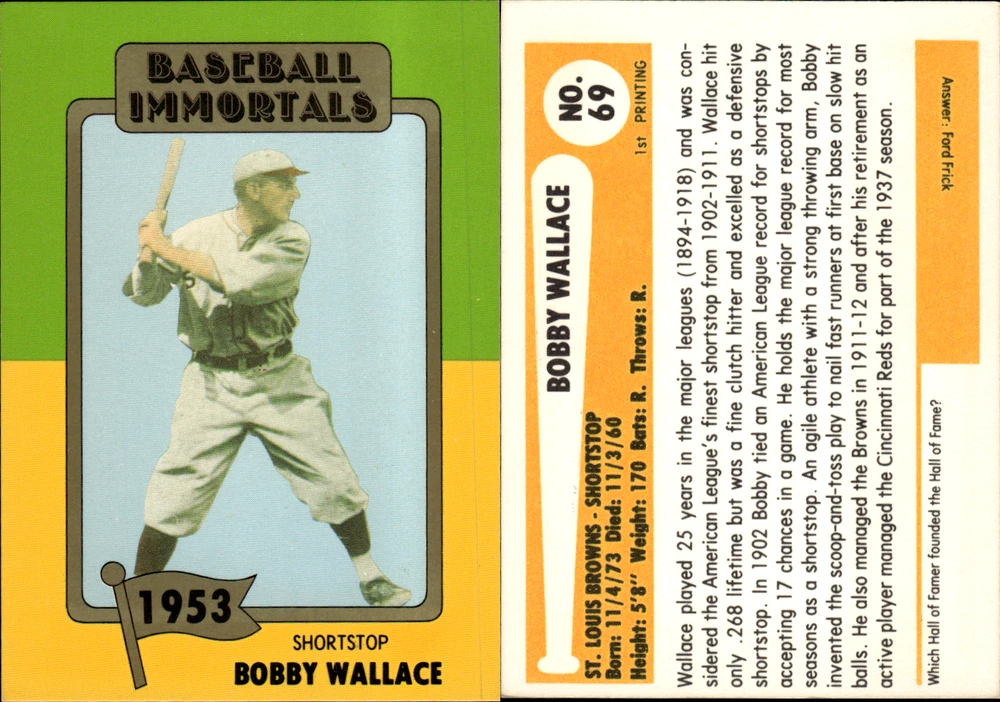 BASEBALL
IMMORTALS
S
1953
SHORTSTOP
BOBBY WALLACE
NO.
69
1st PRINTING
BOBBY WALLACE
ST. LOUIS BROWNS - SHORTSTOP
Born: 11/4/73 Died: 11/3/60
Height: 5'8" Weight: 170 Bats: R. Throws: R.
Wallace played 25 years in the major leagues (1894-1918) and was con-
sidered the American League's finest shortstop from 1902-1911. Wallace hit
only .268 lifetime but was a fine clutch hitter and excelled as a defensive
shortstop. In 1902 Bobby tied an American League record for shortstops by
accepting 17 chances in a game. He holds the major league record for most
seasons as a shortstop. An agile athlete with a strong throwing arm, Bobby
invented the scoop-and-toss play to nail fast runners at first base on slow hit
balls. He also managed the Browns in 1911-12 and after his retirement as an
active player managed the Cincinnati Reds for part of the 1937 season.
Which Hall of Famer founded the Hall of Fame?
Answer: Ford Frick